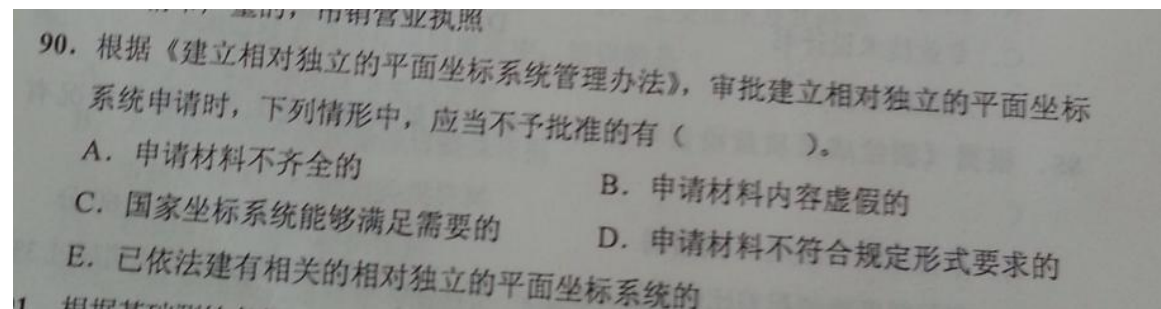 吊销营业执照
90. 根据《建立相对独立的平面坐标系统管理办法》，审批建立相对独立的平面坐标
系统申请时，下列情形中，应当不予批准的有（　　）。
A. 申请材料不齐全的
B. 申请材料内容虚假的
C. 国家坐标系统能够满足需要的
D. 申请材料不符合规定形式要求的
E. 已依法建有相关的相对独立的平面坐标系统的